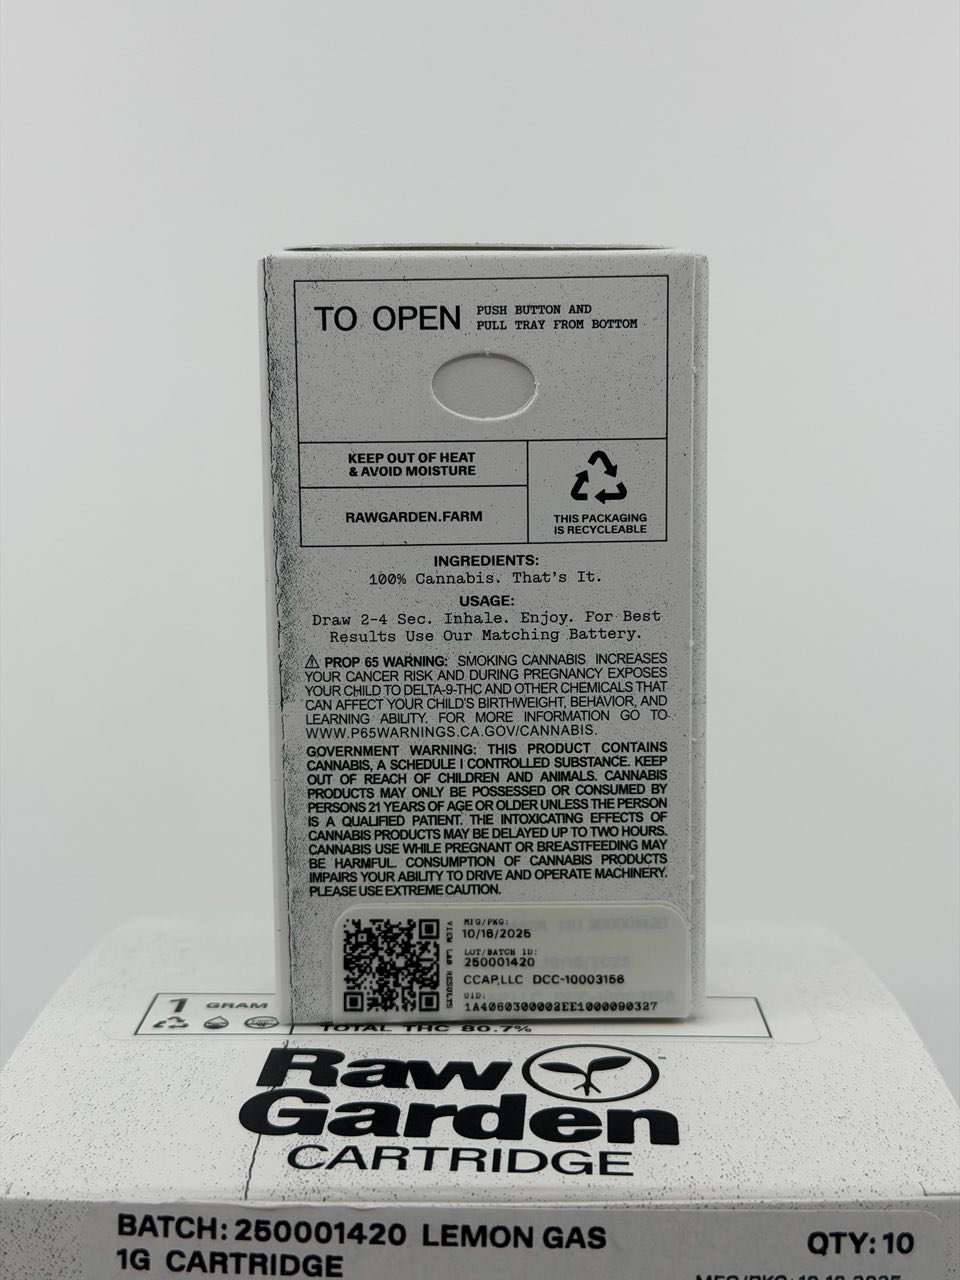 TO OPEN
PUSH BUTTON AND
PULL TRAY FROM BOTTOM
KEEP OUT OF HEAT
& AVOID MOISTURE
RAWGARDEN.FARM
THIS PACKAGING
IS RECYCLEABLE
INGREDIENTS:
100% Cannabis. That's It.
USAGE:
Draw 2-4 Sec. Inhale. Enjoy. For Best
Results Use Our Matching Battery.
⚠ PROP 65 WARNING: SMOKING CANNABIS INCREASES
YOUR CANCER RISK AND DURING PREGNANCY EXPOSES
YOUR CHILD TO DELTA-9-THC AND OTHER CHEMICALS THAT
CAN AFFECT YOUR CHILD'S BIRTHWEIGHT, BEHAVIOR, AND
LEARNING ABILITY. FOR MORE INFORMATION GO TO
WWW.P65WARNINGS.CA.GOV/CANNABIS.
GOVERNMENT WARNING: THIS PRODUCT CONTAINS
CANNABIS, A SCHEDULE I CONTROLLED SUBSTANCE. KEEP
OUT OF REACH OF CHILDREN AND ANIMALS. CANNABIS
PRODUCTS MAY ONLY BE POSSESSED OR CONSUMED BY
PERSONS 21 YEARS OF AGE OR OLDER UNLESS THE PERSON
IS A QUALIFIED PATIENT. THE INTOXICATING EFFECTS OF
CANNABIS PRODUCTS MAY BE DELAYED UP TO TWO HOURS.
CANNABIS USE WHILE PREGNANT OR BREASTFEEDING MAY
BE HARMFUL. CONSUMPTION OF CANNABIS PRODUCTS
IMPAIRS YOUR ABILITY TO DRIVE AND OPERATE MACHINERY.
PLEASE USE EXTREME CAUTION.
VIEW LAB RESULTS
MFG/PKG:
10/16/2025
LOT/BATCH ID:
250001420
CCAP,LLC DCC-10003156
UID:
1A4060300002EE1000090327
1 GRAM
TOTAL THC 80.7%
Raw
Garden
CARTRIDGE
BATCH: 250001420 LEMON GAS
1G CARTRIDGE
QTY: 10